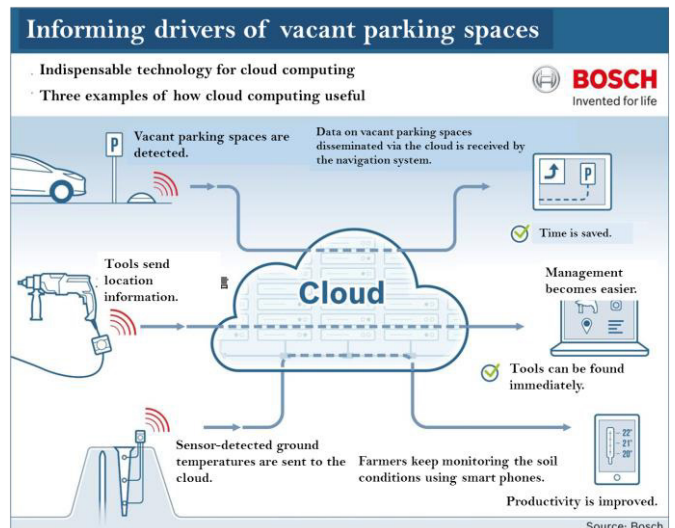 Informing drivers of vacant parking spaces
. Indispensable technology for cloud computing
. Three examples of how cloud computing useful
BOSCH
Invented for life
P
Vacant parking spaces are
detected.
Data on vacant parking spaces
disseminated via the cloud is received by
the navigation system.
P
Time is saved.
Tools send
location
information.
Cloud
Management
becomes easier.
Tools can be found
immediately.
Sensor-detected ground
temperatures are sent to the
cloud.
Farmers keep monitoring the soil
conditions using smart phones.
22°
21°
20°
Productivity is improved.
Source: Bosch